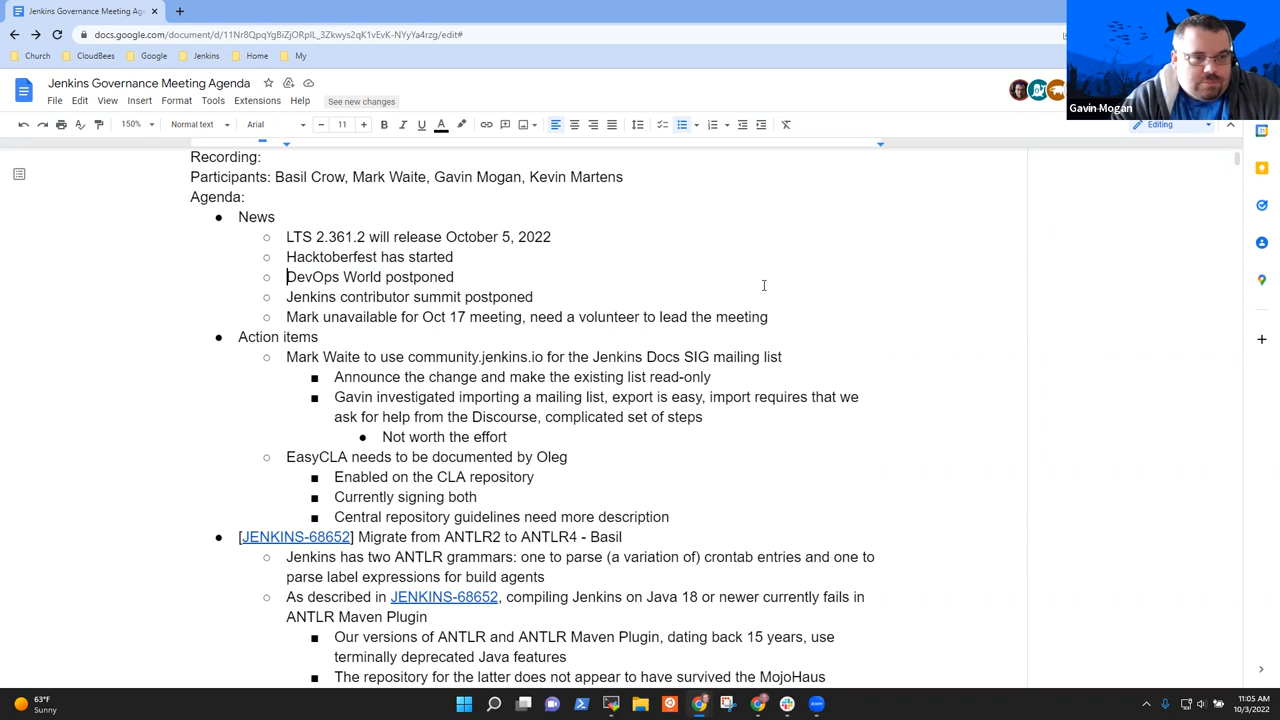 Jenkins Governance Meeting Age
docs.google.com/document/d/11Nr8QpqYgBiZjORpIL_3Zkwys2qK1vEvK-NYyYa4rzg/edit#
Church CloudBees Google Jenkins Home My
Jenkins Governance Meeting Agenda
File Edit View Insert Format Tools Extensions Help See new changes
150% Normal text Arial 11 Editing
Gavin Mogan
Recording:
Participants: Basil Crow, Mark Waite, Gavin Mogan, Kevin Martens
Agenda:
● News
○ LTS 2.361.2 will release October 5, 2022
○ Hacktoberfest has started
○ DevOps World postponed
○ Jenkins contributor summit postponed
○ Mark unavailable for Oct 17 meeting, need a volunteer to lead the meeting
● Action items
○ Mark Waite to use community.jenkins.io for the Jenkins Docs SIG mailing list
■ Announce the change and make the existing list read-only
■ Gavin investigated importing a mailing list, export is easy, import requires that we
ask for help from the Discourse, complicated set of steps
● Not worth the effort
○ EasyCLA needs to be documented by Oleg
■ Enabled on the CLA repository
■ Currently signing both
■ Central repository guidelines need more description
● [JENKINS-68652] Migrate from ANTLR2 to ANTLR4 - Basil
○ Jenkins has two ANTLR grammars: one to parse (a variation of) crontab entries and one to
parse label expressions for build agents
○ As described in JENKINS-68652, compiling Jenkins on Java 18 or newer currently fails in
ANTLR Maven Plugin
■ Our versions of ANTLR and ANTLR Maven Plugin, dating back 15 years, use
terminally deprecated Java features
■ The repository for the latter does not appear to have survived the MojoHaus
63°F
Sunny
11:05 AM
10/3/2022